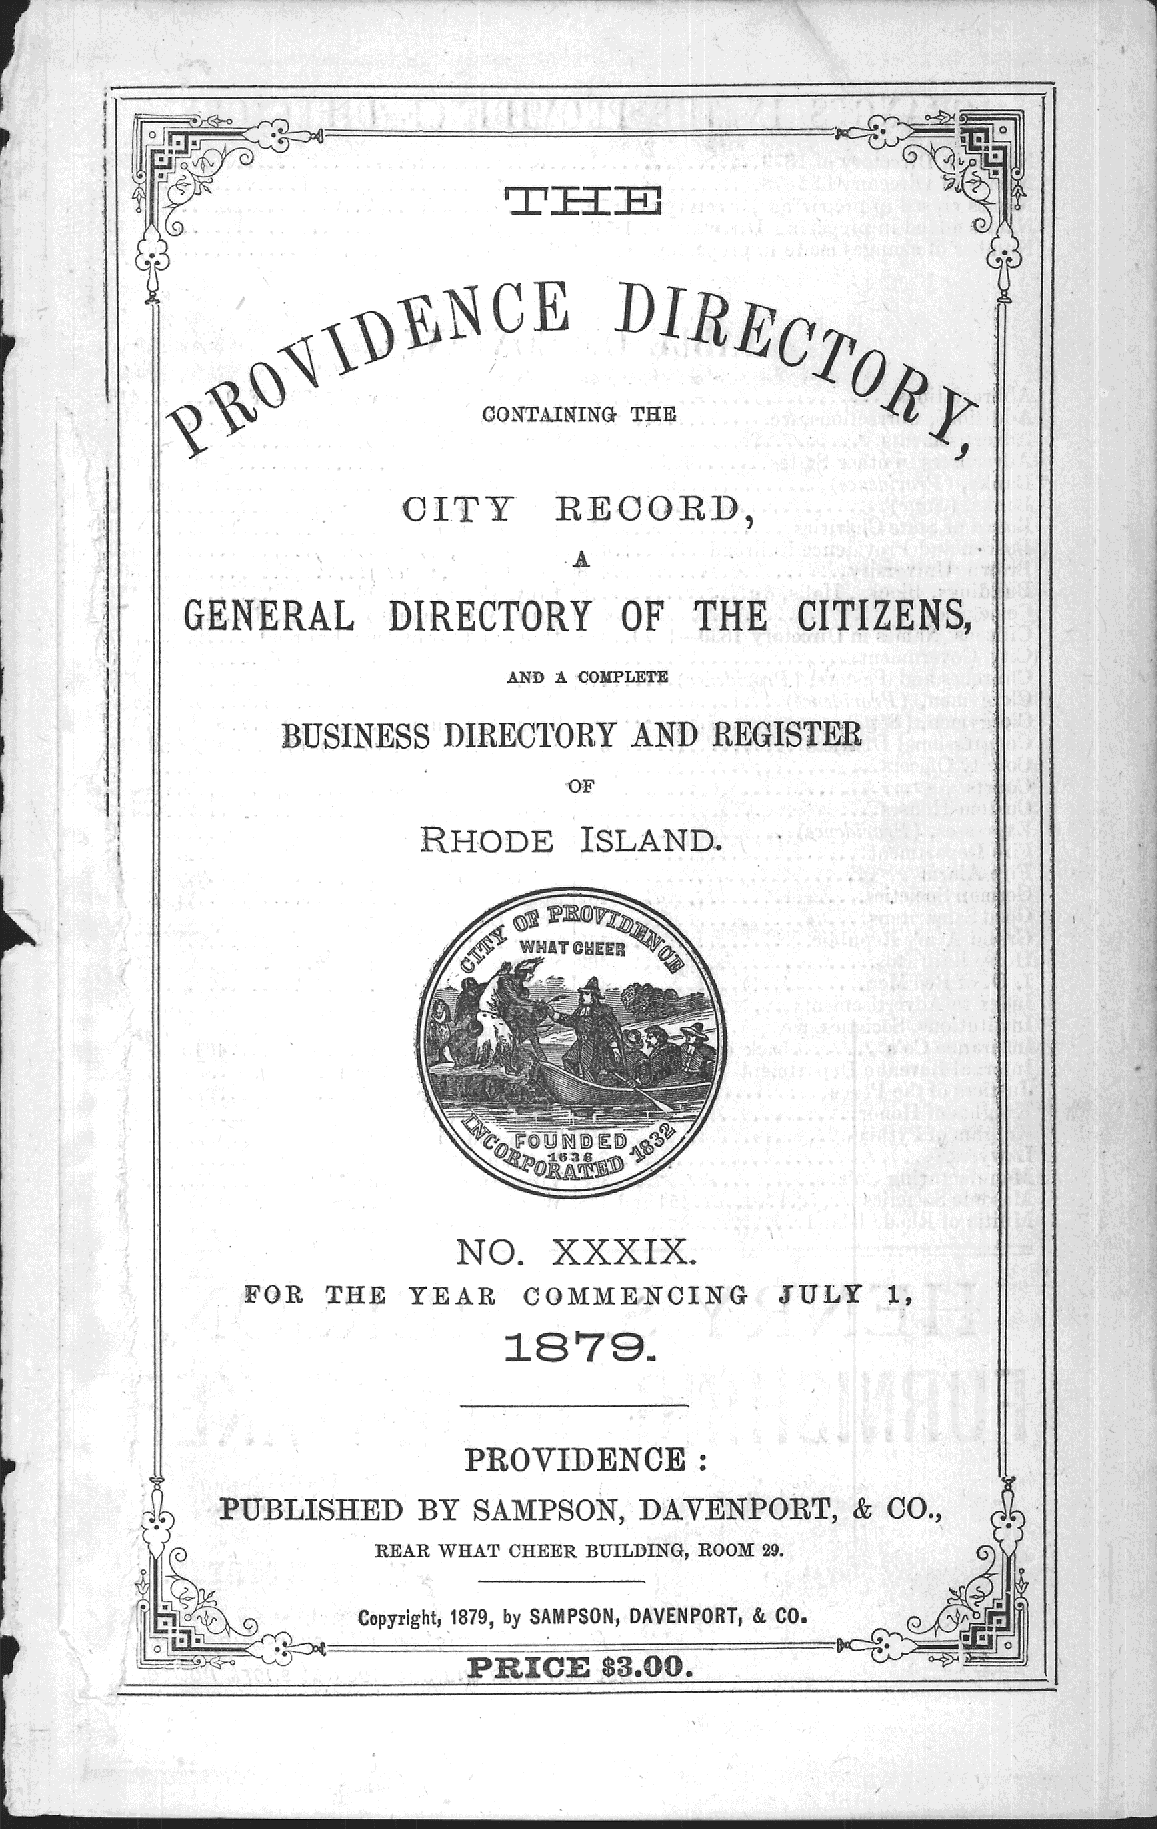 THE
PROVIDENCE DIRECTORY,
CONTAINING THE
CITY RECORD,
A
GENERAL DIRECTORY OF THE CITIZENS,
AND A COMPLETE
BUSINESS DIRECTORY AND REGISTER
OF
RHODE ISLAND.
CITY OF PROVIDENCE
WHAT CHEER
FOUNDED
1636
INCORPORATED 1832
NO. XXXIX.
FOR THE YEAR COMMENCING JULY 1,
1879.
PROVIDENCE :
PUBLISHED BY SAMPSON, DAVENPORT, & CO.,
REAR WHAT CHEER BUILDING, ROOM 29.
Copyright, 1879, by SAMPSON, DAVENPORT, & CO.
PRICE $3.00.